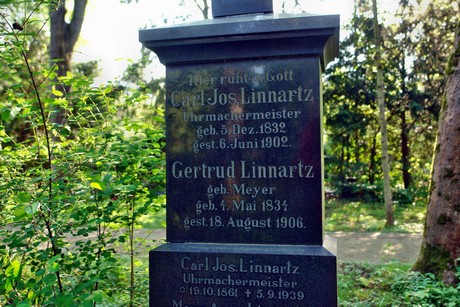 Hier ruht in Gott
Carl Jos. Linnartz
Uhrmachermeister
geb. 5. Dez. 1832
gest. 6. Juni 1902.
Gertrud Linnartz
geb. Meyer
geb. 4. Mai 1834
gest. 18. August 1906.
Carl Jos. Linnartz
Uhrmachermeister
☆ 19.10.1861 + 5.9.1939